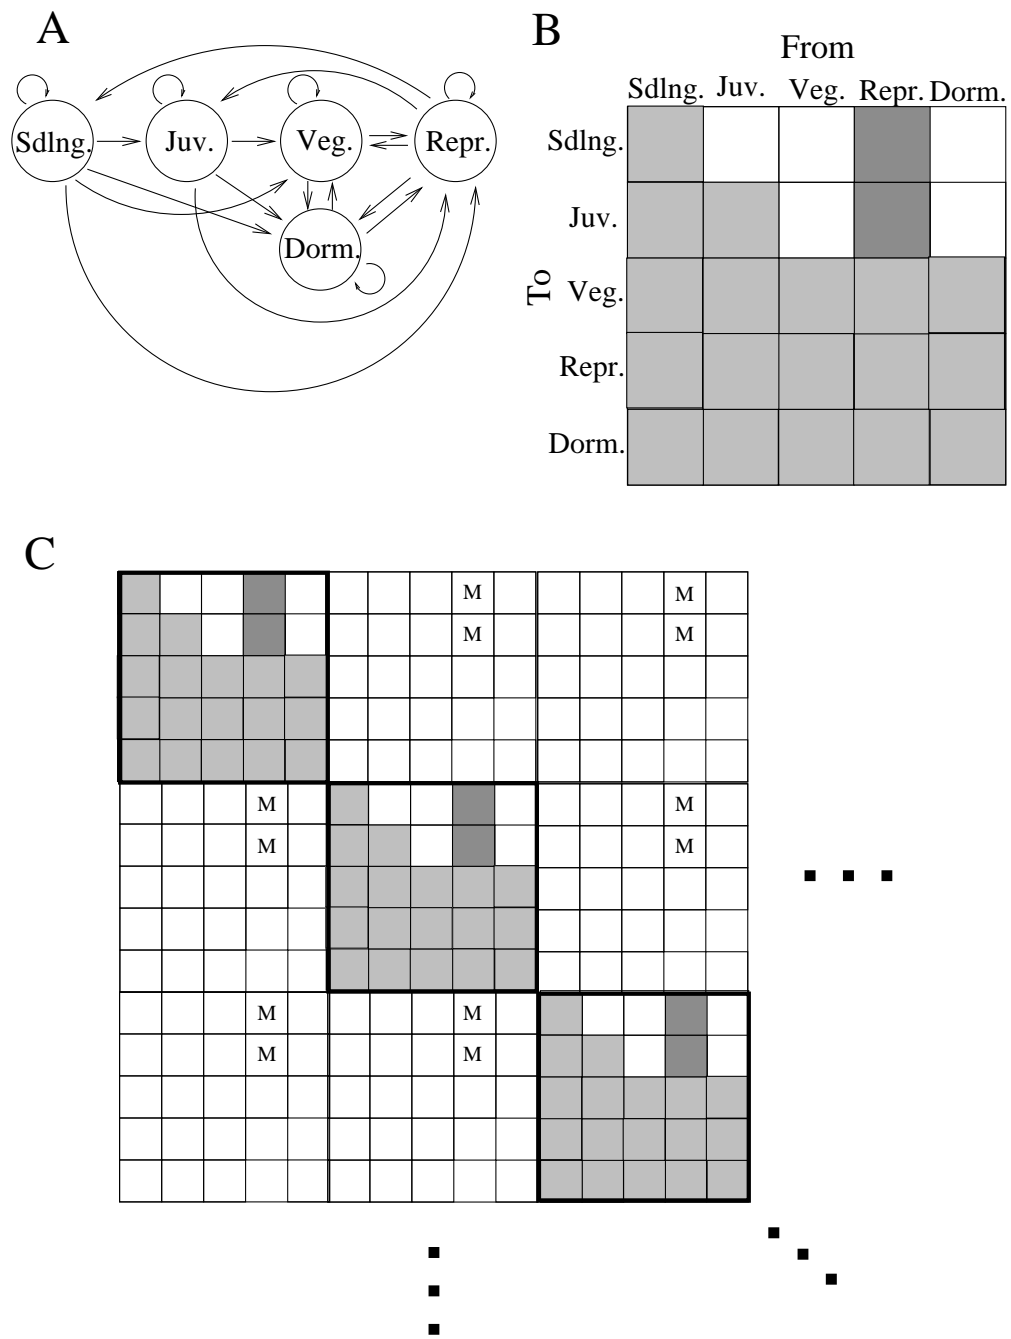 A
Sdlng. Juv. Veg. Repr.
Dorm.
B
From
Sdlng. Juv. Veg. Repr. Dorm.
To
Sdlng.
Juv.
Veg.
Repr.
Dorm.
C
M M
M M
M M
M M
M M
M M